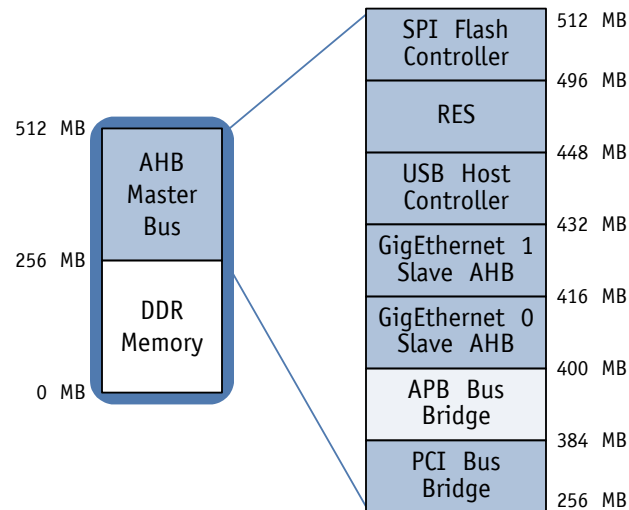 512 MB
AHB
Master
Bus
256 MB
DDR
Memory
0 MB
SPI Flash
Controller
512 MB
496 MB
RES
448 MB
USB Host
Controller
432 MB
GigEthernet 1
Slave AHB
416 MB
GigEthernet 0
Slave AHB
400 MB
APB Bus
Bridge
384 MB
PCI Bus
Bridge
256 MB